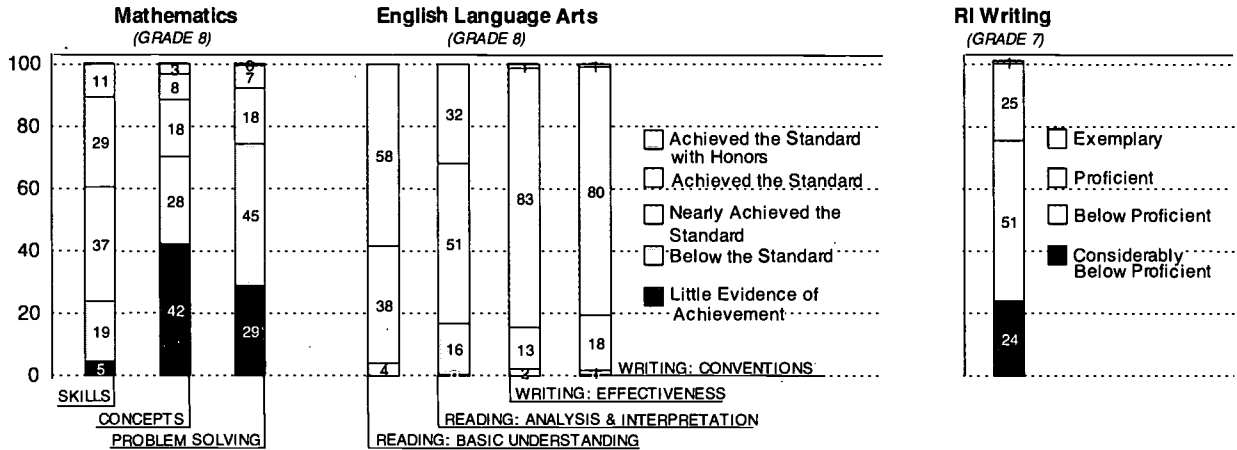 Mathematics
(GRADE 8)
English Language Arts
(GRADE 8)
RI Writing
(GRADE 7)
100
80
60
40
20
0
11
29
37
19
5
3
8
18
28
42
7
18
45
29
58
38
4
32
51
16
1
83
13
2
1
80
18
1
Achieved the Standard
with Honors
Achieved the Standard
Nearly Achieved the
Standard
Below the Standard
Little Evidence of
Achievement
1
25
51
24
Exemplary
Proficient
Below Proficient
Considerably
Below Proficient
SKILLS
CONCEPTS
PROBLEM SOLVING
WRITING: CONVENTIONS
WRITING: EFFECTIVENESS
READING: ANALYSIS & INTERPRETATION
READING: BASIC UNDERSTANDING